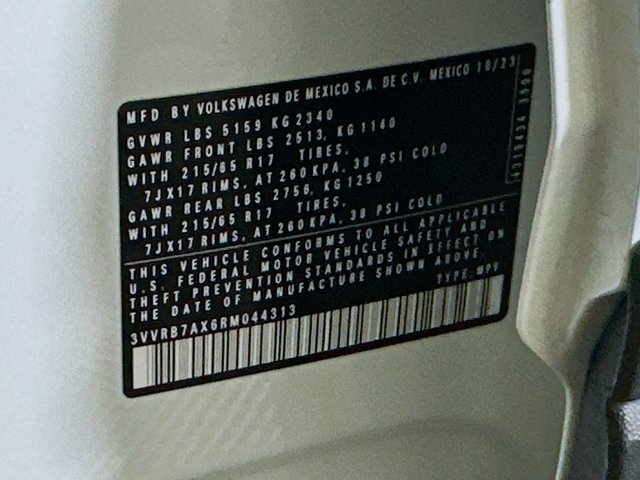 MFD BY VOLKSWAGEN DE MEXICO S.A. DE C.V. MEXICO 10/23
GVWR LBS 5159 KG 2340
GAWR FRONT LBS 2513, KG 1140
WITH 215/65 R17 TIRES.
7JX17 RIMS, AT 260 KPA, 38 PSI COLD
GAWR REAR LBS 2756, KG 1250
WITH 215/65 R17 TIRES.
7JX17 RIMS, AT 260 KPA, 38 PSI COLD
THIS VEHICLE CONFORMS TO ALL APPLICABLE
U.S. FEDERAL MOTOR VEHICLE SAFETY AND
THEFT PREVENTION STANDARDS IN EFFECT ON
THE DATE OF MANUFACTURE SHOWN ABOVE.
TYPE: MPV
3VVRB7AX6RM044313